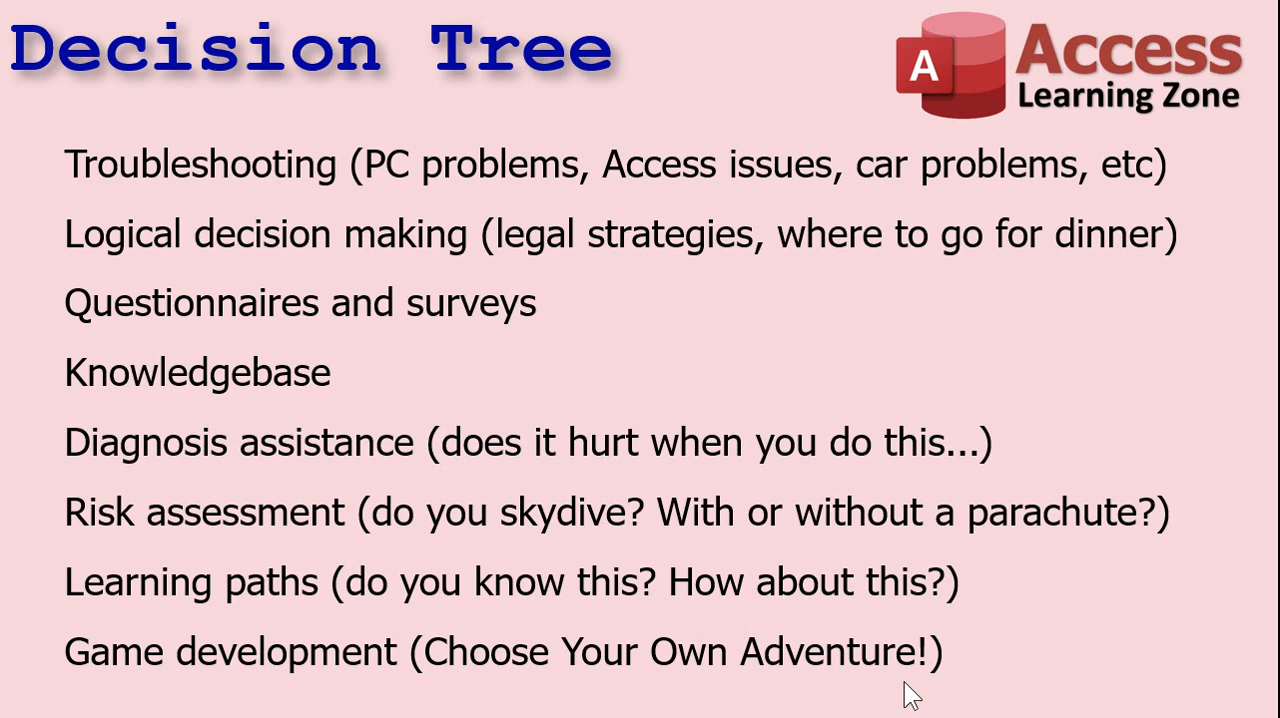 Decision Tree
A Access
Learning Zone
Troubleshooting (PC problems, Access issues, car problems, etc)
Logical decision making (legal strategies, where to go for dinner)
Questionnaires and surveys
Knowledgebase
Diagnosis assistance (does it hurt when you do this...)
Risk assessment (do you skydive? With or without a parachute?)
Learning paths (do you know this? How about this?)
Game development (Choose Your Own Adventure!)